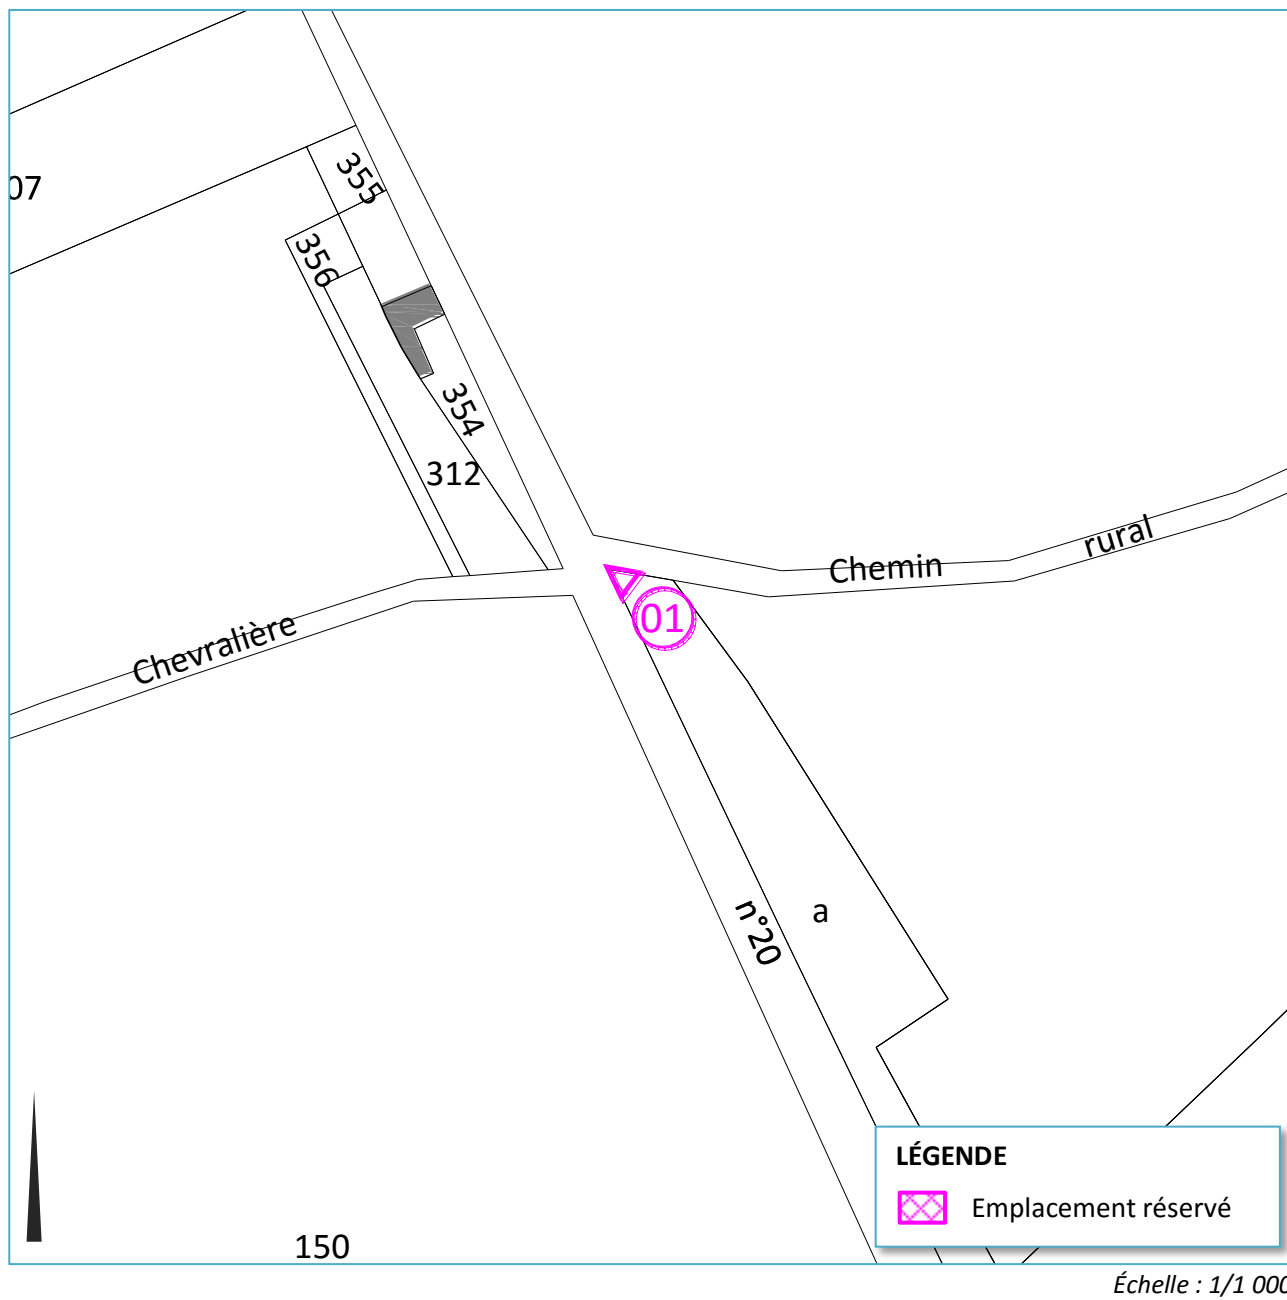 07
355
356
354
312
Chemin
rural
01
Chevralière
n°20
a
LÉGENDE
Emplacement réservé
150
Échelle : 1/1 000